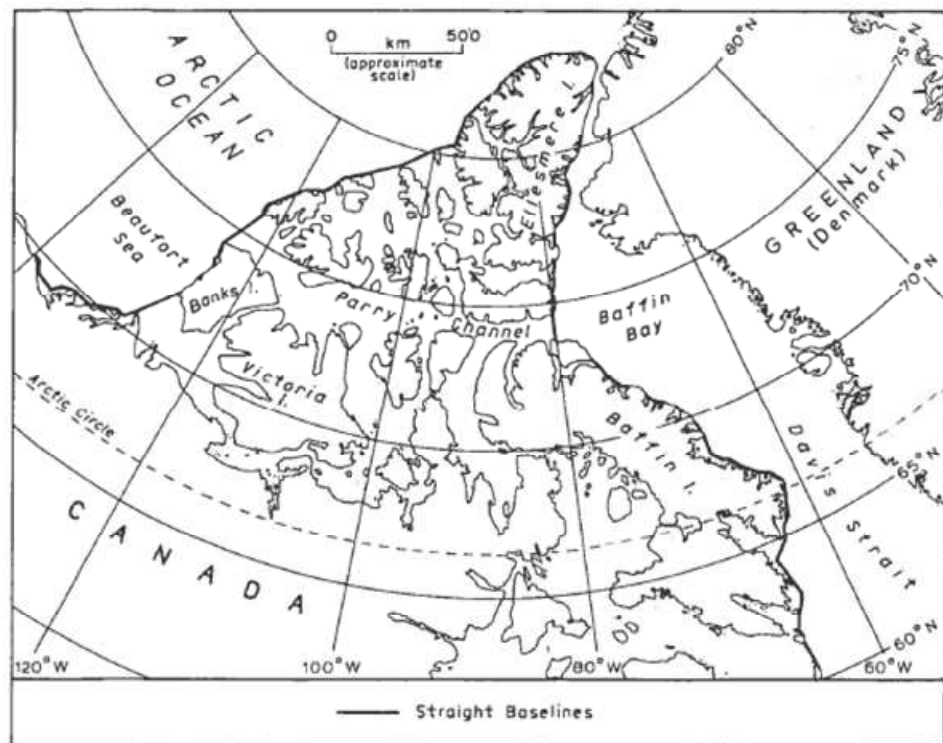 0 km 500
(approximate
scale)
ARCTIC
OCEAN
80°N
75°N
Ellesmere I.
GREENLAND
(Denmark)
Beaufort
Sea
Banks I.
Parry Channel
Baffin
Bay
70°N
Victoria
I.
Arctic Circle
Baffin I.
Davis Strait
65°N
CANADA
60°N
120°W
100°W
80°W
60°W
Straight Baselines